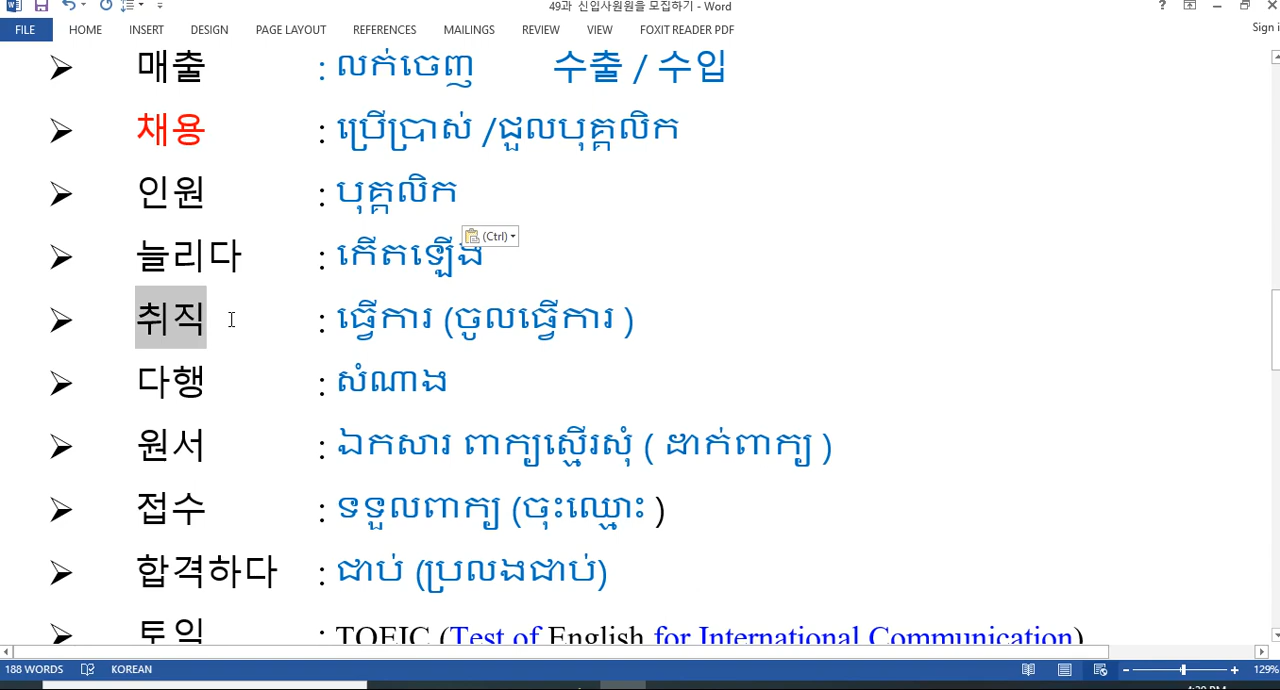 49과 신입사원원을 모집하기 - Word
FILE HOME INSERT DESIGN PAGE LAYOUT REFERENCES MAILINGS REVIEW VIEW FOXIT READER PDF Sign i
➢ 매출 : លក់ចេញ 수출 / 수입
➢ 채용 : ប្រើប្រាស់ /ជួលបុគ្គលិក
➢ 인원 : បុគ្គលិក
(Ctrl)
➢ 늘리다 : កើតឡើង
➢ 취직 : ធ្វើការ (ចូលធ្វើការ )
➢ 다행 : សំណាង
➢ 원서 : ឯកសារ ពាក្យស្មើរសុំ ( ដាក់ពាក្យ )
➢ 접수 : ទទួលពាក្យ (ចុះឈ្មោះ )
➢ 합격하다 : ជាប់ (ប្រលងជាប់)
➢ 토익 : TOEIC (Test of English for International Communication)
188 WORDS KOREAN 129%